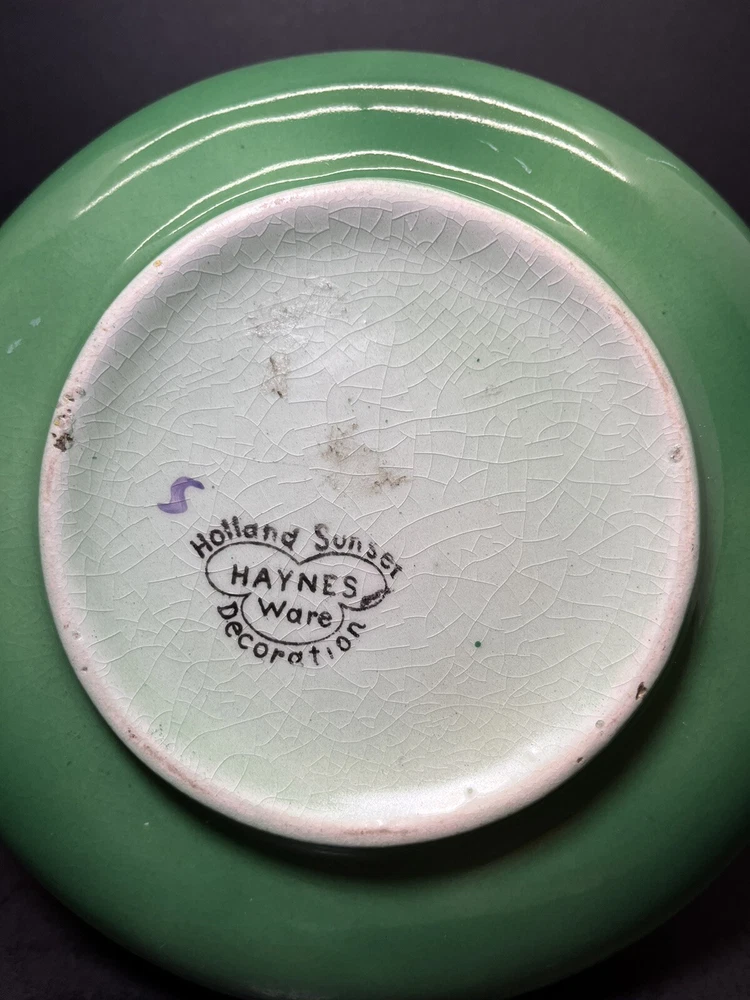 Holland Sunset
HAYNES
Ware
Decoration